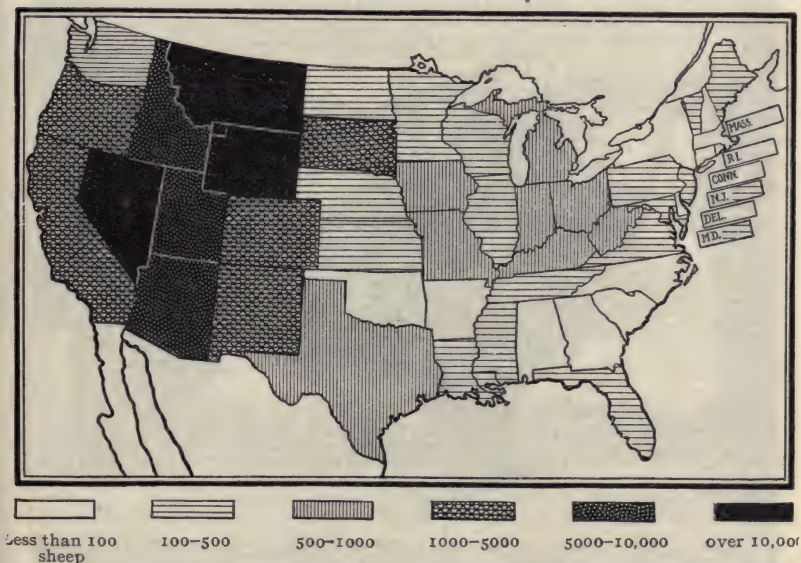 MASS.
R.I.
CONN.
N.J.
DEL.
MD.
Less than 100 sheep
100–500
500–1000
1000–5000
5000–10,000
over 10,00